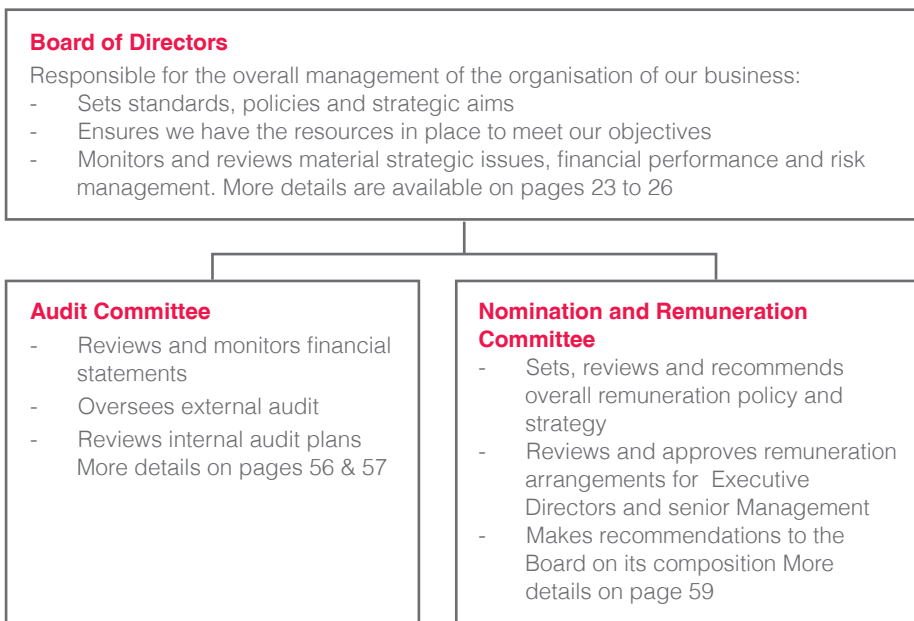 Board of Directors
Responsible for the overall management of the organisation of our business:
- Sets standards, policies and strategic aims
- Ensures we have the resources in place to meet our objectives
- Monitors and reviews material strategic issues, financial performance and risk
management. More details are available on pages 23 to 26
Audit Committee
- Reviews and monitors financial
statements
- Oversees external audit
- Reviews internal audit plans
More details on pages 56 & 57
Nomination and Remuneration
Committee
- Sets, reviews and recommends
overall remuneration policy and
strategy
- Reviews and approves remuneration
arrangements for Executive
Directors and senior Management
- Makes recommendations to the
Board on its composition More
details on page 59